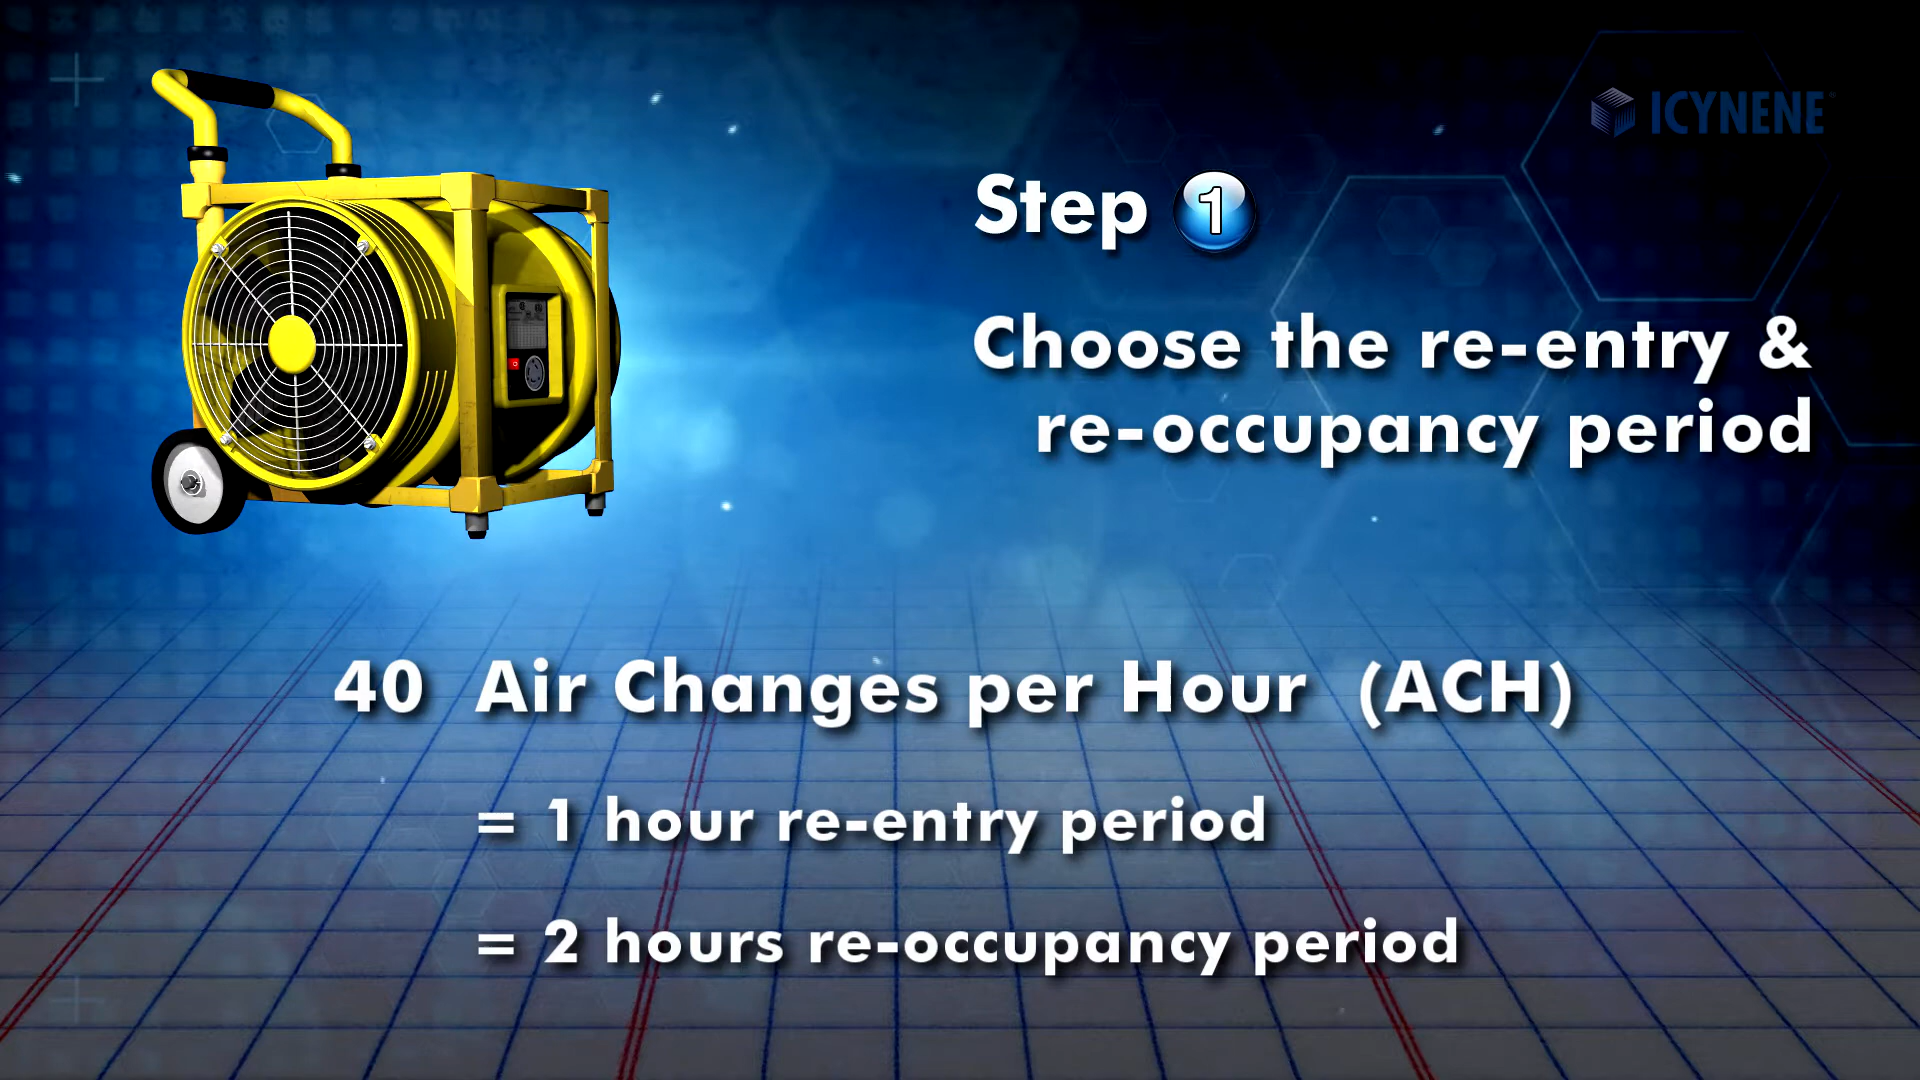 ICYNENE
Step 1
Choose the re-entry &
re-occupancy period
40 Air Changes per Hour (ACH)
= 1 hour re-entry period
= 2 hours re-occupancy period